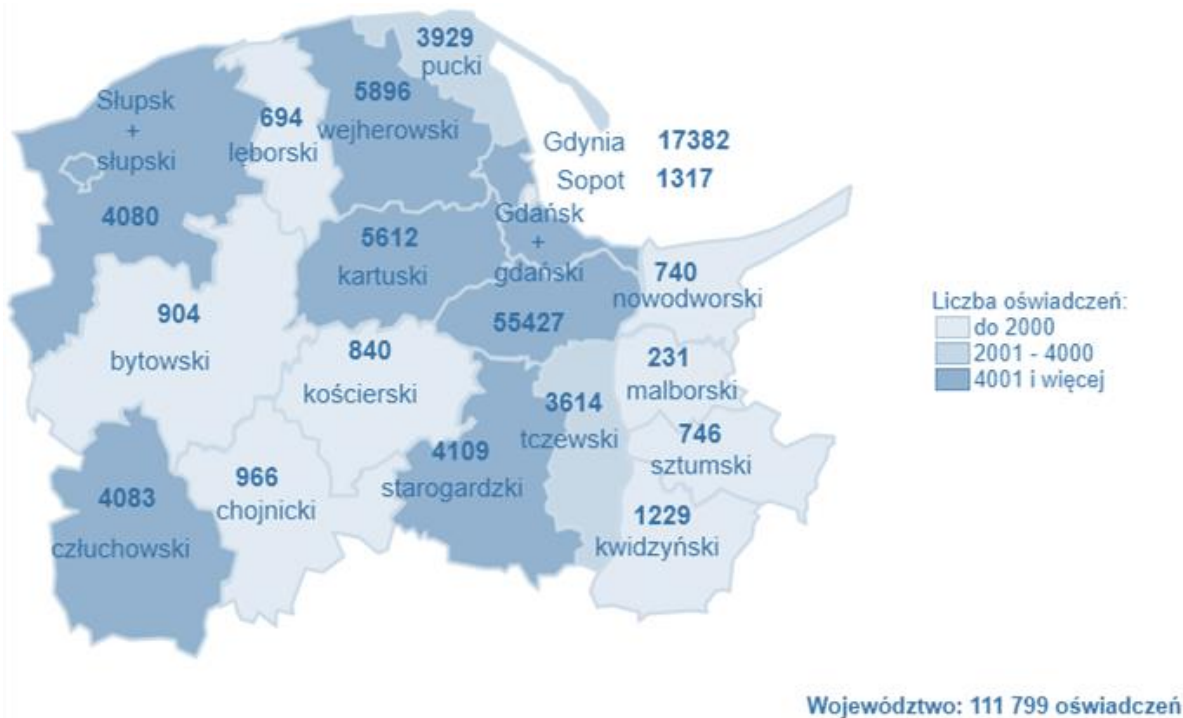 3929
pucki
5896
wejherowski
694
lęborski
Słupsk
+
słupski
4080
Gdynia 17382
Sopot 1317
Gdańsk
+
gdański
55427
5612
kartuski
740
nowodworski
904
bytowski
840
kościerski
231
malborski
3614
tczewski
746
sztumski
4109
starogardzki
966
chojnicki
4083
człuchowski
1229
kwidzyński
Liczba oświadczeń:
do 2000
2001 - 4000
4001 i więcej
Województwo: 111 799 oświadczeń